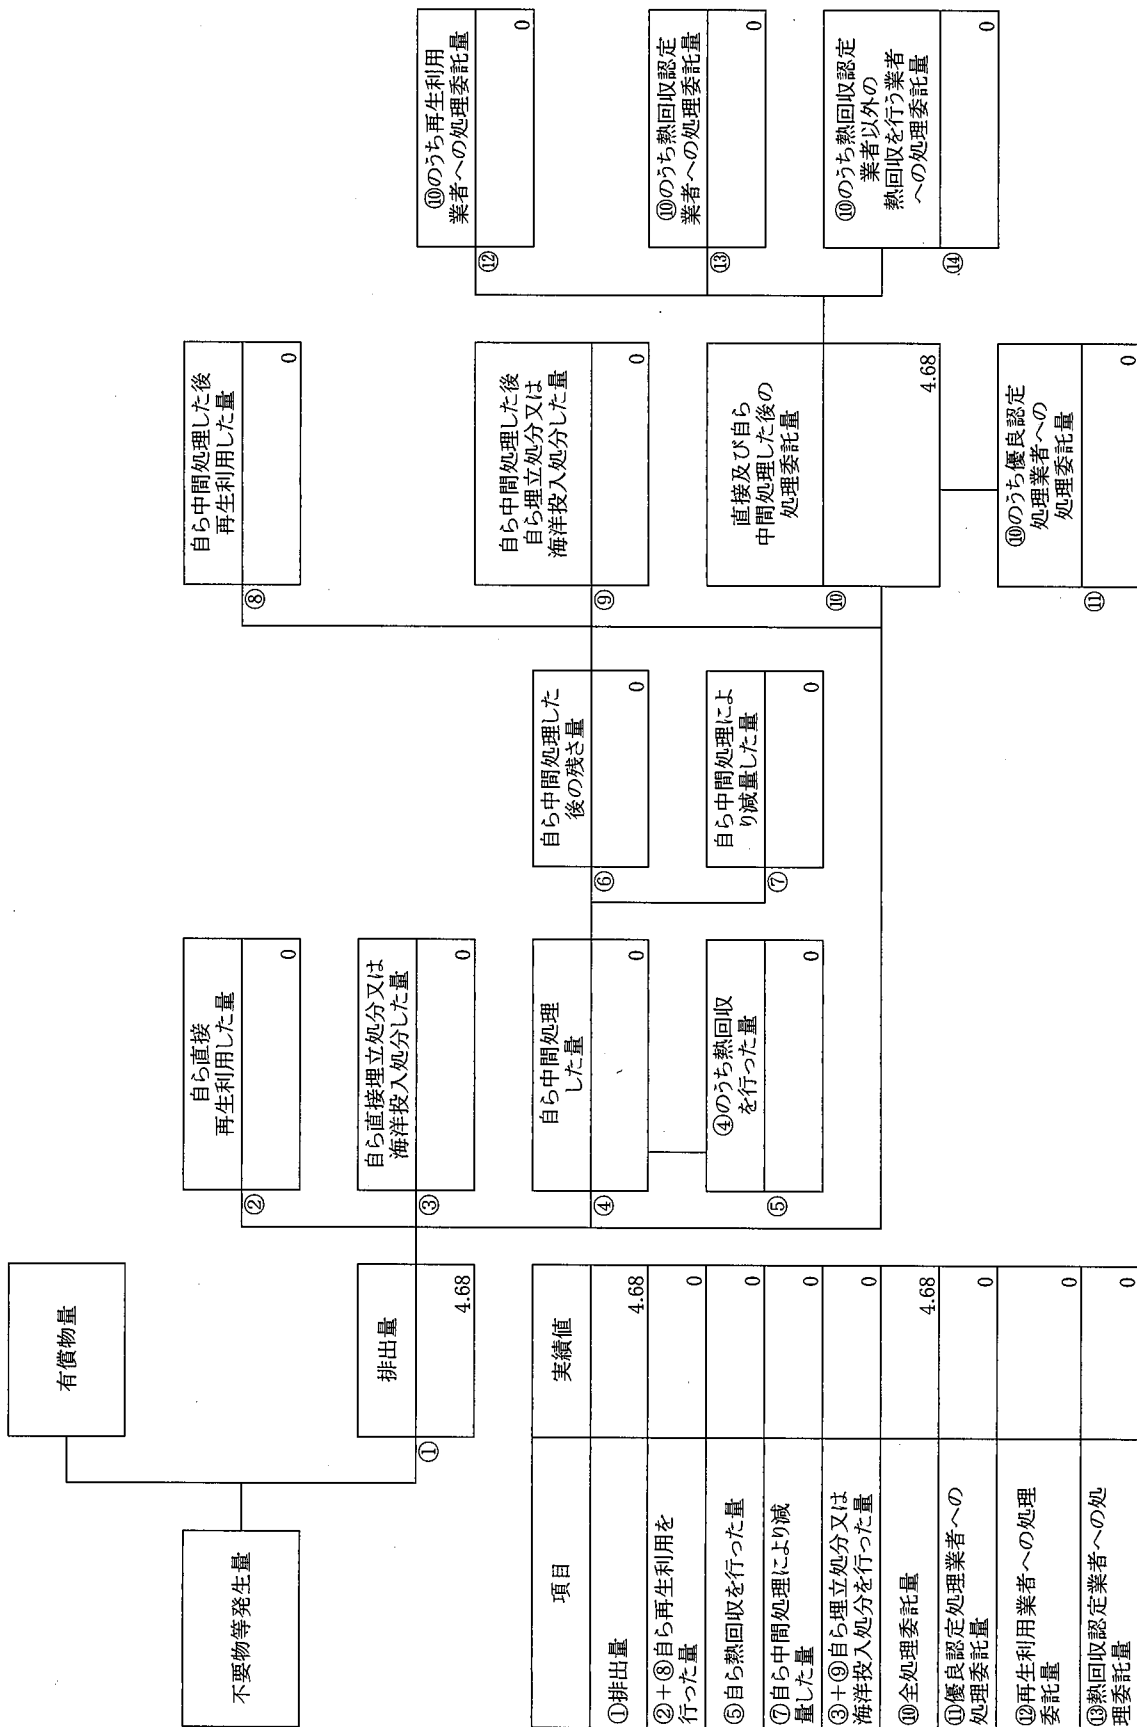 不要物等発生量
有償物量
①
排出量
4.68
②
自ら直接
再生利用した量
0
③
自ら直接埋立処分又は
海洋投入処分した量
0
④
自ら中間処理
した量
0
⑤
④のうち熱回収
を行った量
0
⑥
自ら中間処理した
後の残さ量
0
⑦
自ら中間処理によ
り減量した量
0
⑧
自ら中間処理した後
再生利用した量
0
⑨
自ら中間処理した後
自ら埋立処分又は
海洋投入処分した量
0
⑩
直接及び自ら
中間処理した後の
処理委託量
4.68
⑪
⑩のうち優良認定
処理業者への
処理委託量
0
⑫
⑩のうち再生利用
業者への処理委託量
0
⑬
⑩のうち熱回収認定
業者への処理委託量
0
⑭
⑩のうち熱回収認定
業者以外の
熱回収を行う業者
への処理委託量
0
項目 実績値
①排出量 4.68
②+⑧自ら再生利用を
行った量 0
⑤自ら熱回収を行った量 0
⑦自ら中間処理により減
量した量 0
③+⑨自ら埋立処分又は
海洋投入処分を行った量 0
⑩全処理委託量 4.68
⑪優良認定処理業者への
処理委託量 0
⑫再生利用業者への処理
委託量 0
⑬熱回収認定業者への処
理委託量 0